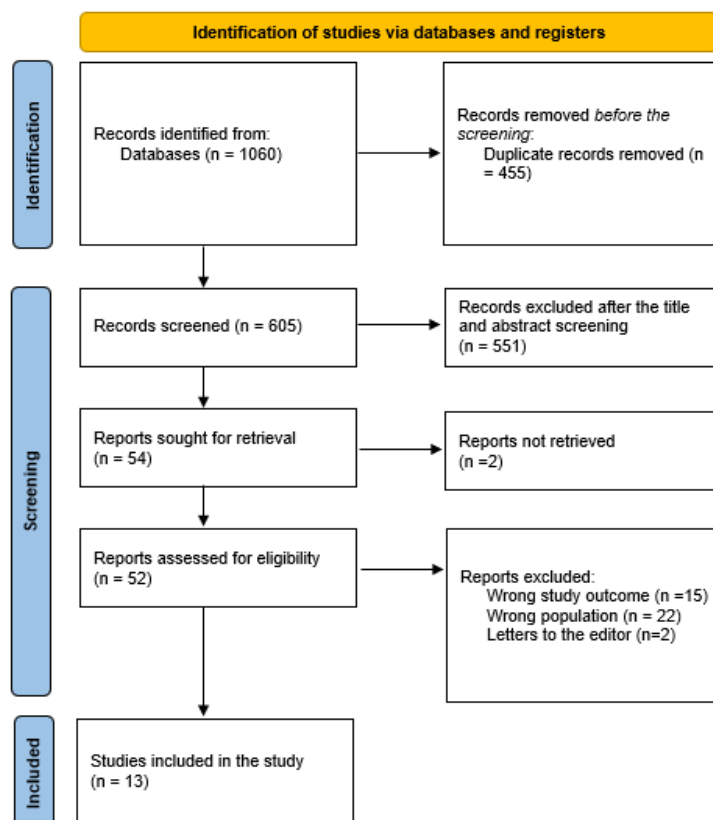 Identification of studies via databases and registers
Identification
Records identified from:
Databases (n = 1060)
Records removed before the
screening:
Duplicate records removed (n
= 455)
Screening
Records screened (n = 605)
Records excluded after the title
and abstract screening
(n = 551)
Reports sought for retrieval
(n = 54)
Reports not retrieved
(n =2)
Reports assessed for eligibility
(n = 52)
Reports excluded:
Wrong study outcome (n =15)
Wrong population (n = 22)
Letters to the editor (n=2)
Included
Studies included in the study
(n = 13)